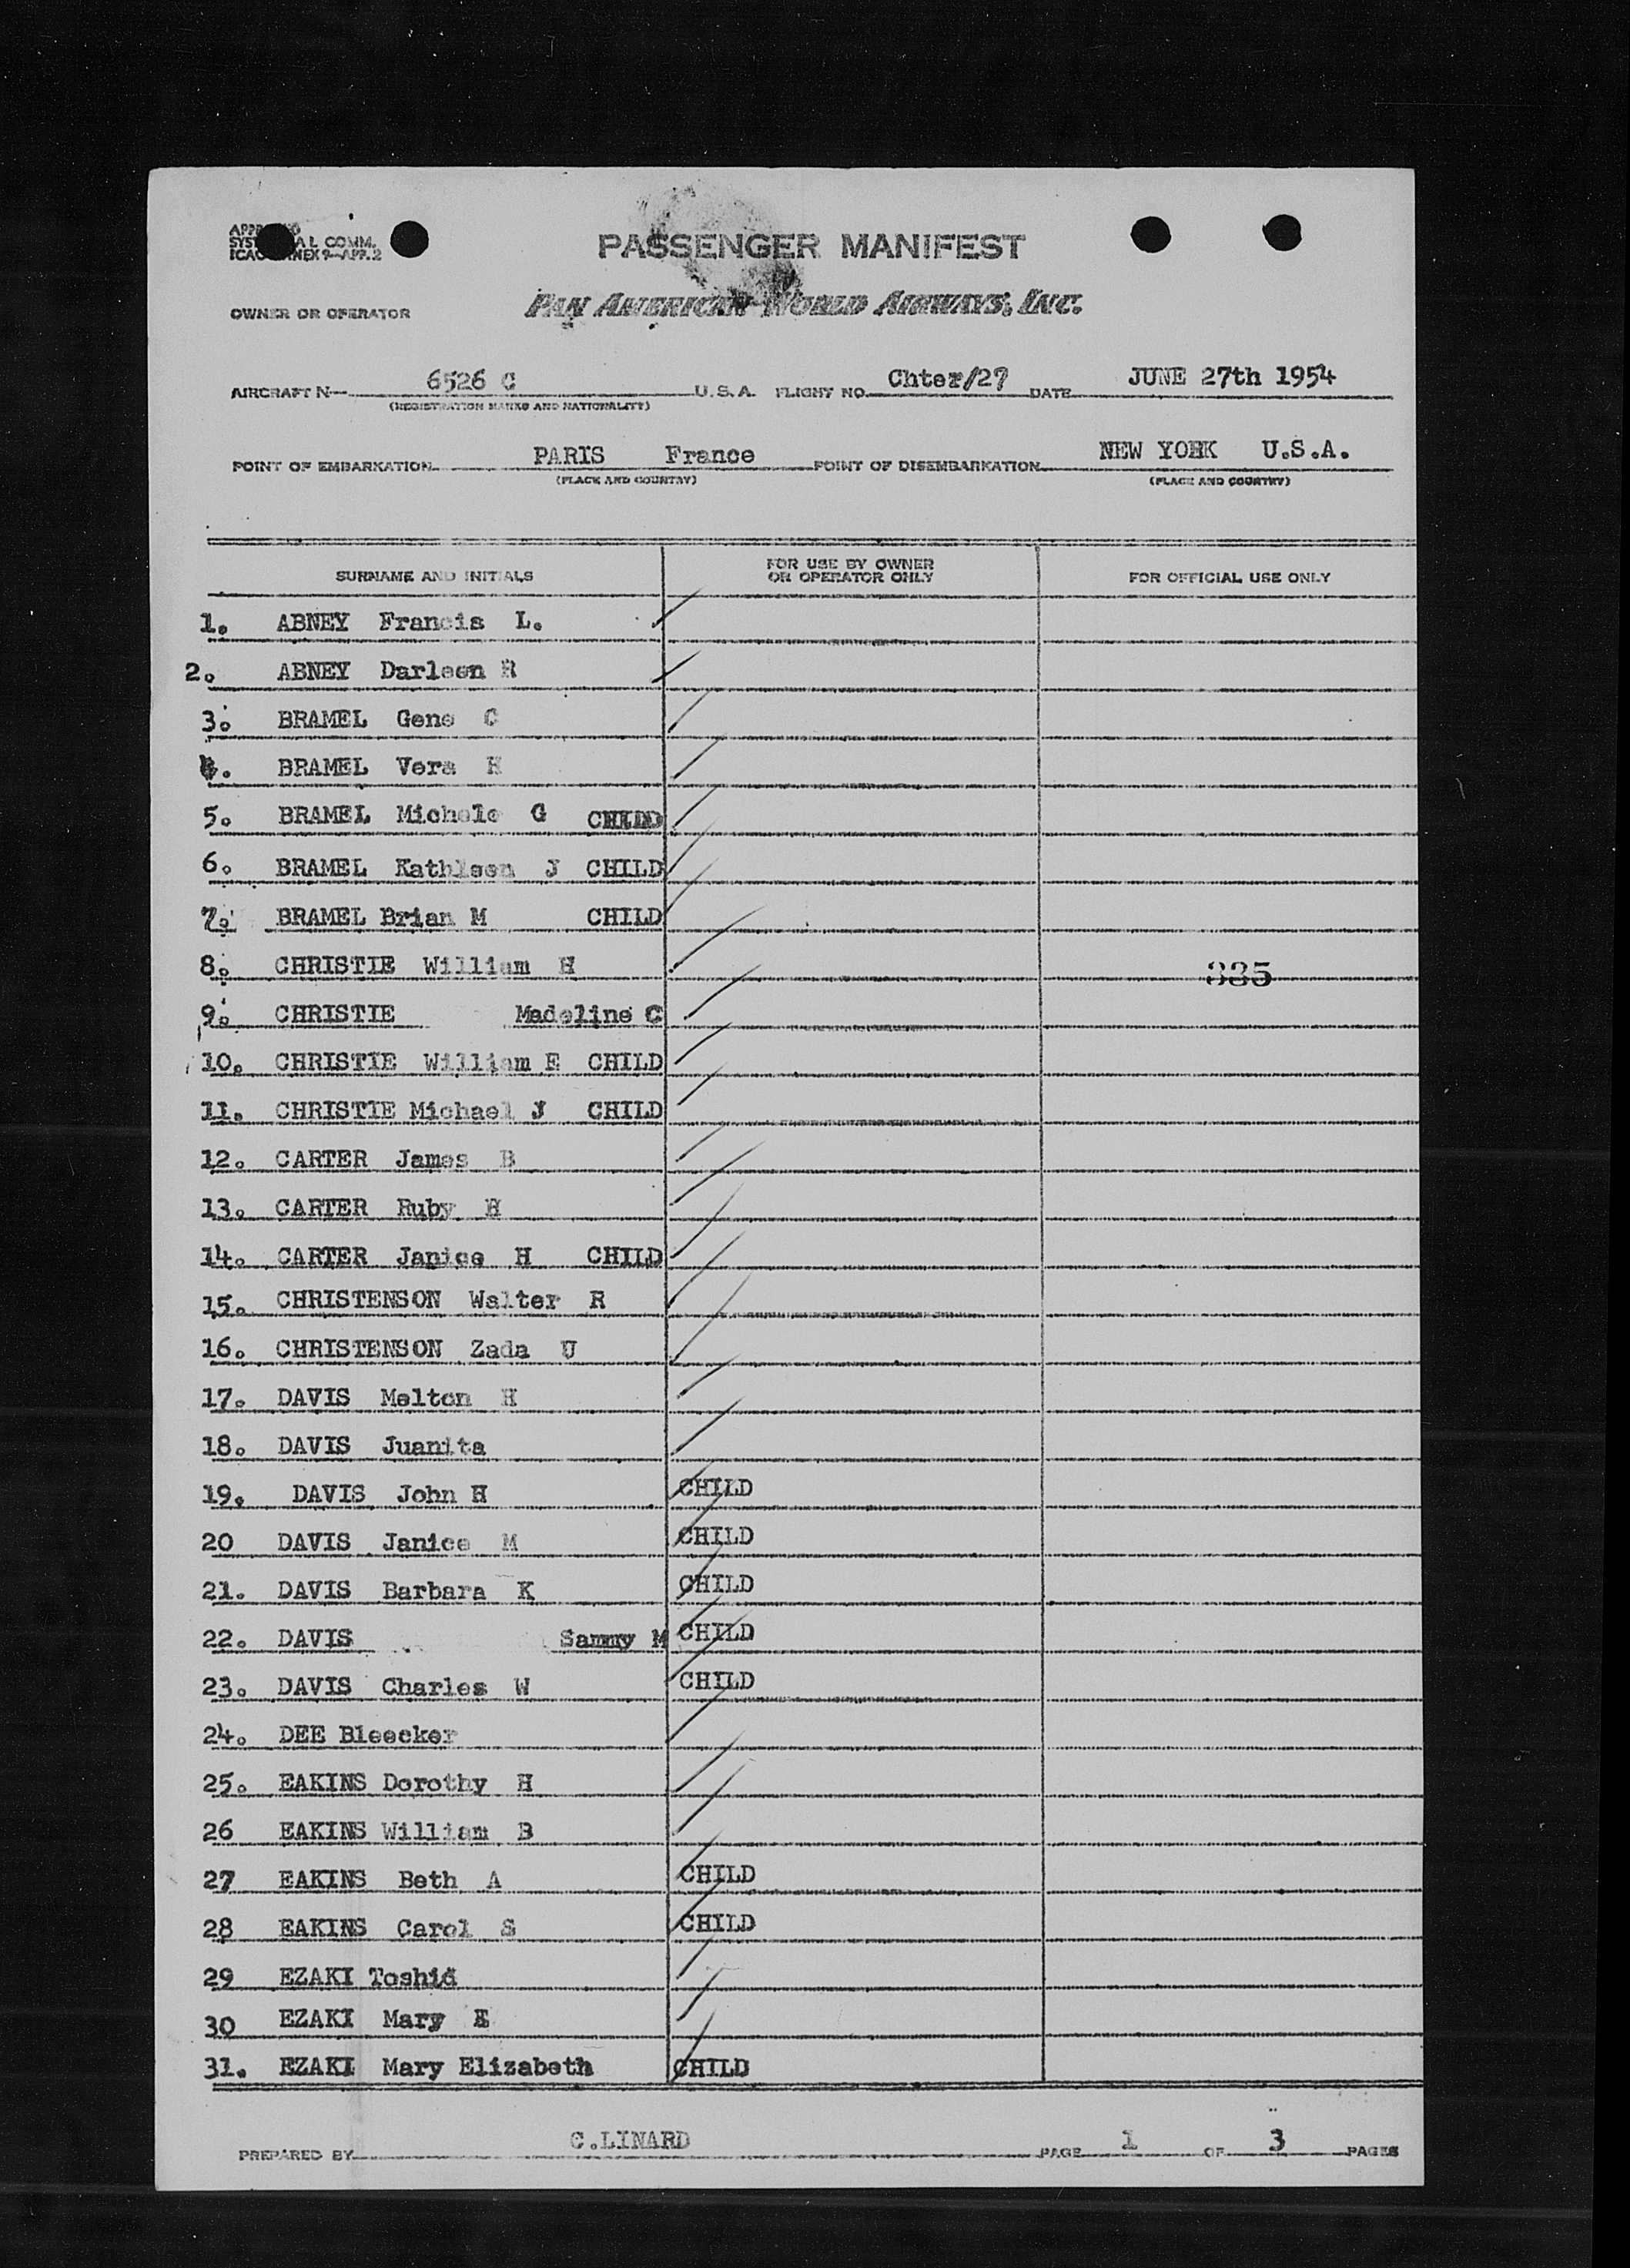 PASSENGER MANIFEST
COMM.
OWNER OR OPERATOR
PAN AMERICAN WORLD AIRWAYS, INC.
AIRCRAFT N— 6526 C U.S.A. FLIGHT NO. Chter/27 DATE JUNE 27th 1954
(REGISTRATION MARKS AND NATIONALITY)
POINT OF EMBARKATION PARIS France POINT OF DISEMBARKATION NEW YORK U.S.A.
(PLACE AND COUNTRY) (PLACE AND COUNTRY)
SURNAME AND INITIALS
FOR USE BY OWNER
OR OPERATOR ONLY
FOR OFFICIAL USE ONLY
1. ABNEY Francis L.
2. ABNEY Darleen R
3. BRAMEL Gene C
4. BRAMEL Vera H
5. BRAMEL Michele G CHILD
6. BRAMEL Kathleen J CHILD
7. BRAMEL Brian M CHILD
8. CHRISTIE William H 335
9. CHRISTIE Madeline C
10. CHRISTIE William E CHILD
11. CHRISTIE Michael J CHILD
12. CARTER James B
13. CARTER Ruby H
14. CARTER Janice H CHILD
15. CHRISTENSON Walter R
16. CHRISTENSON Zada U
17. DAVIS Melton H
18. DAVIS Juanita
19. DAVIS John H CHILD
20 DAVIS Janice M CHILD
21. DAVIS Barbara K CHILD
22. DAVIS Sammy M CHILD
23. DAVIS Charles W CHILD
24. DEE Bleecker
25. EAKINS Dorothy H
26 EAKINS William B
27 EAKINS Beth A CHILD
28 EAKINS Carol S CHILD
29 EZAKI Toshio
30 EZAKI Mary E
31. EZAKI Mary Elizabeth CHILD
PREPARED BY C.LINARD PAGE 1 OF 3 PAGES